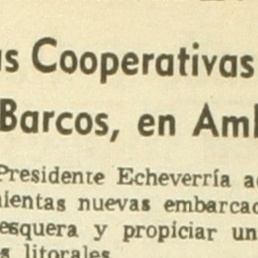 as Cooperativas
Barcos, en Am
Presidente Echeverría a
mientas nuevas embarcac
esquera y propiciar un
s litorales